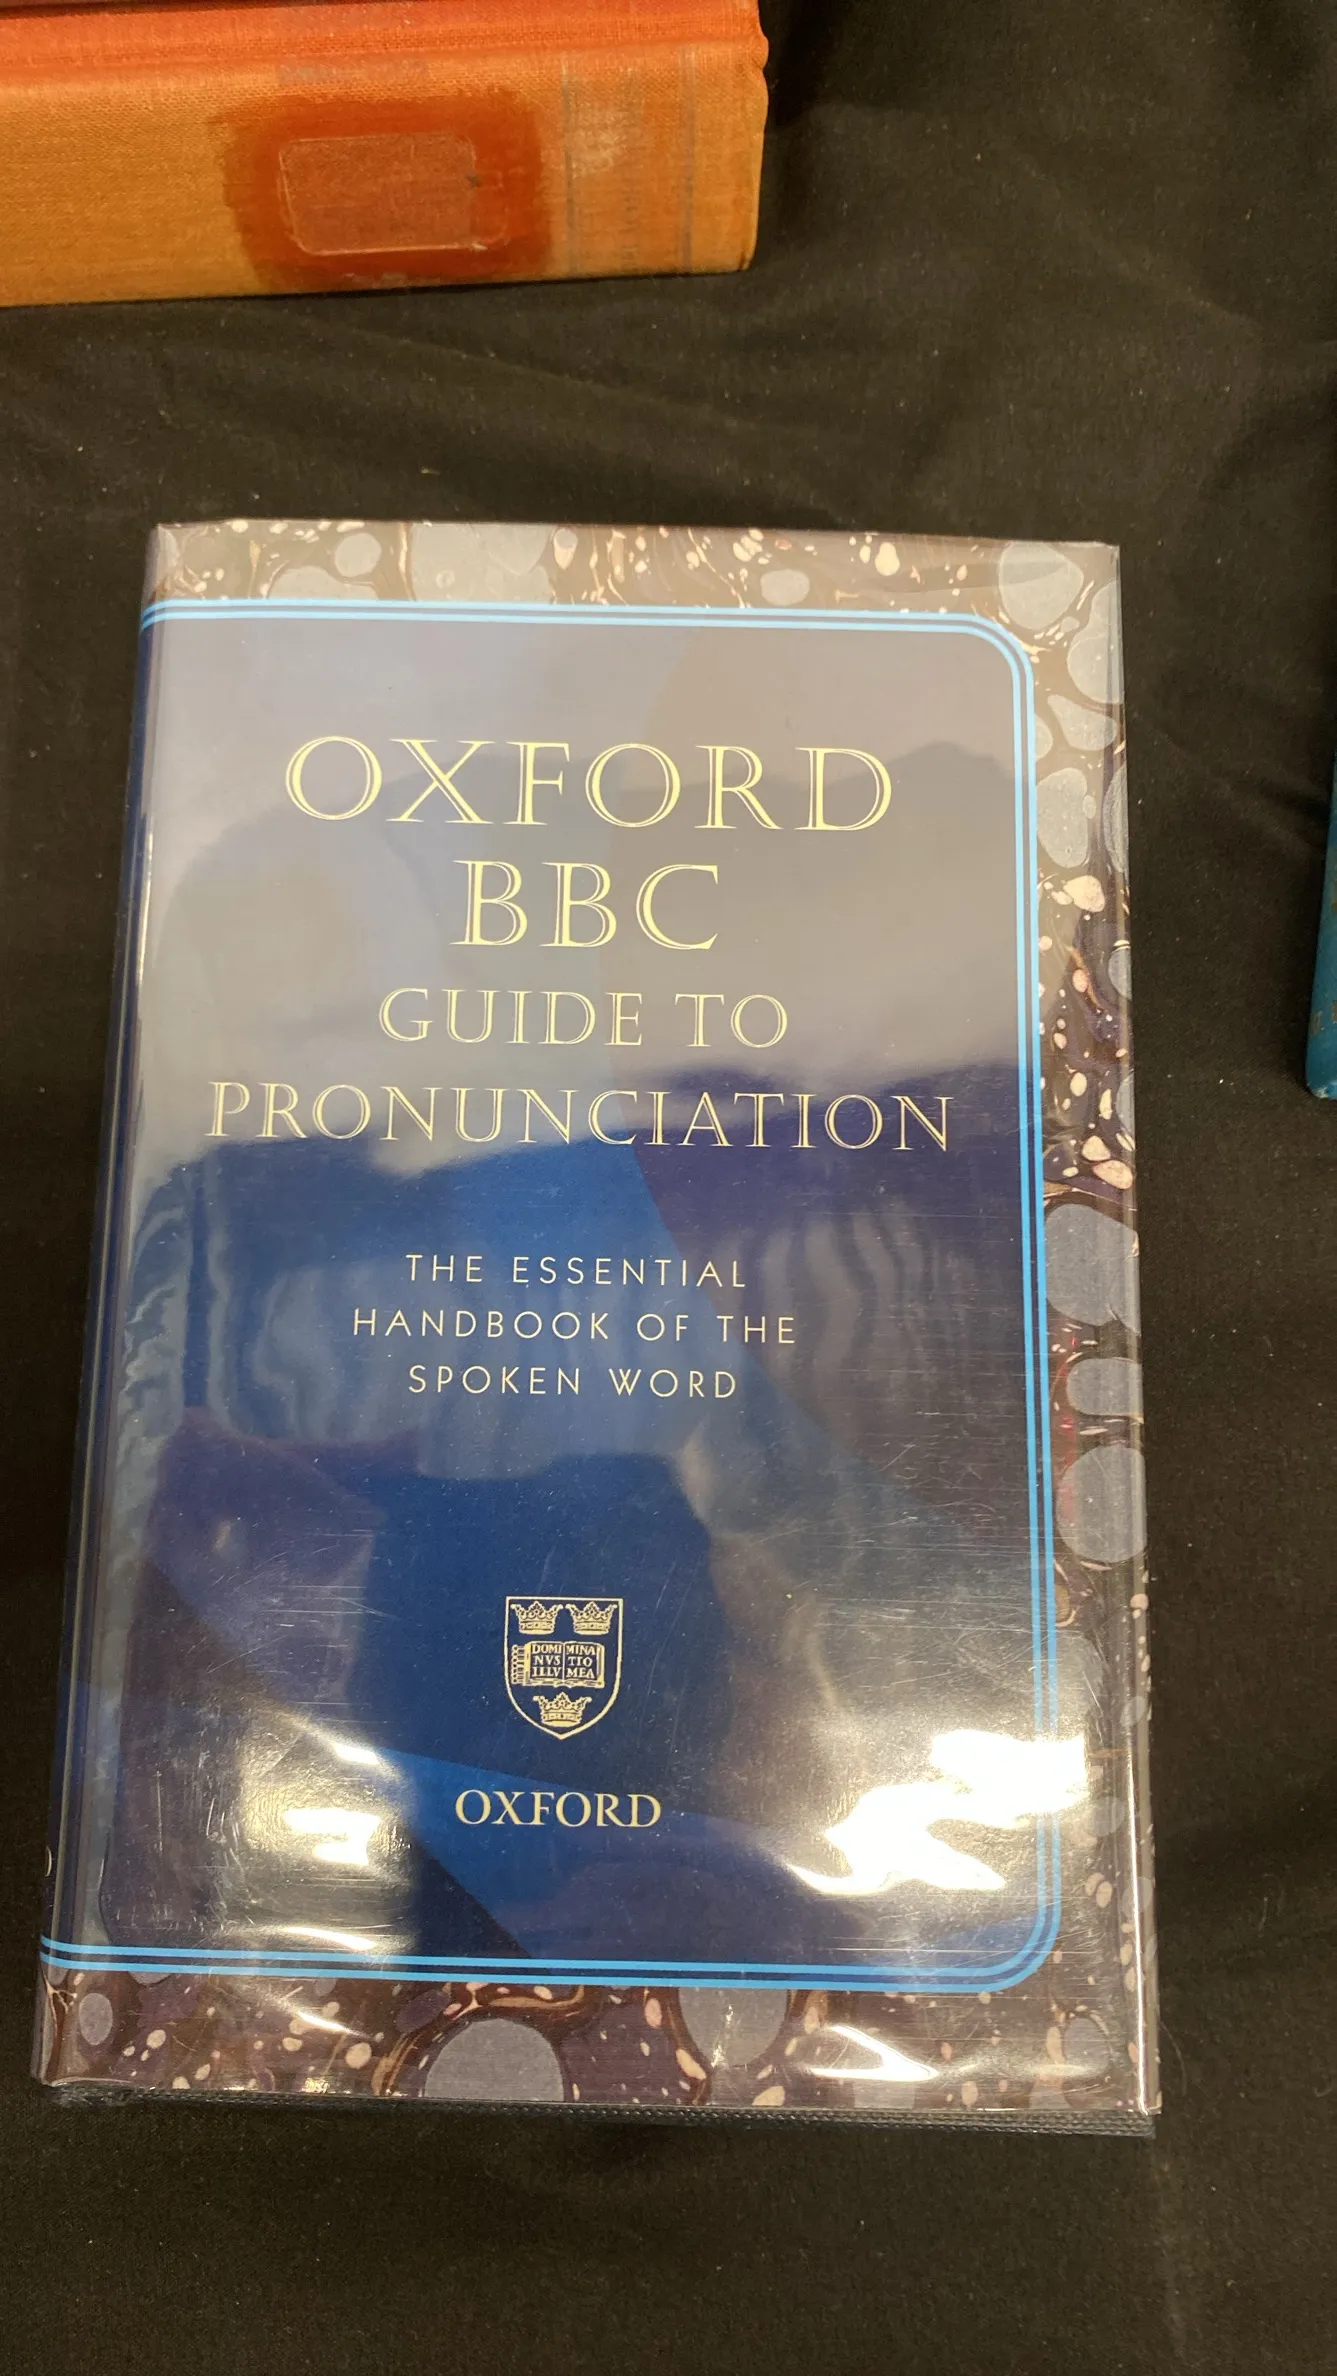 OXFORD
BBC
GUIDE TO
PRONUNCIATION
THE ESSENTIAL
HANDBOOK OF THE
SPOKEN WORD
DOMI MINA
NVS TIO
ILLV MEA
OXFORD